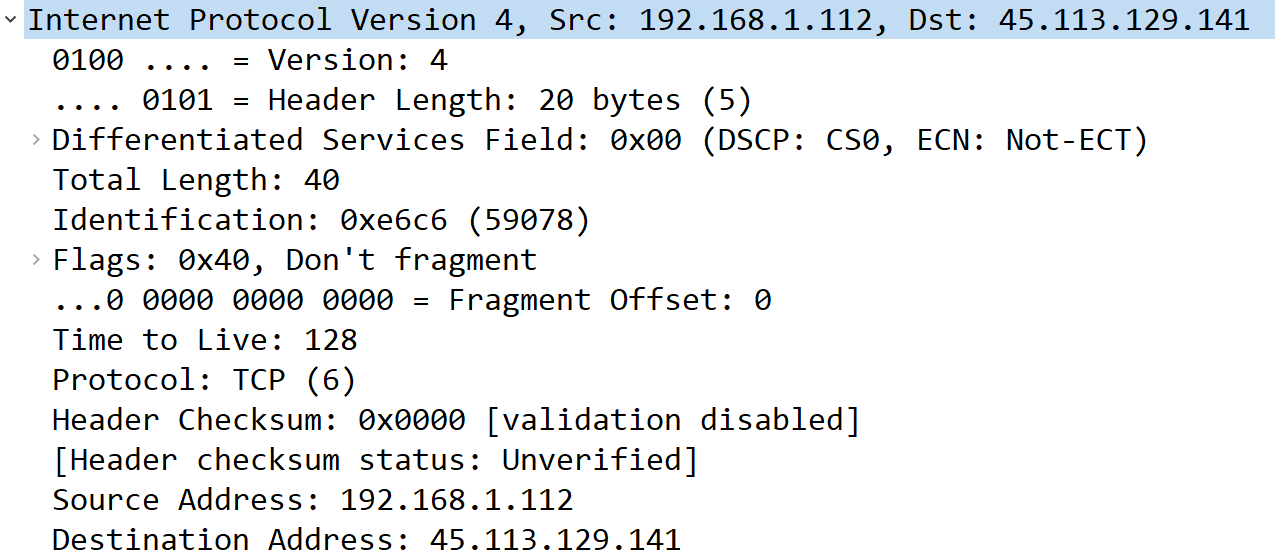 Internet Protocol Version 4, Src: 192.168.1.112, Dst: 45.113.129.141
0100 .... = Version: 4
.... 0101 = Header Length: 20 bytes (5)
Differentiated Services Field: 0x00 (DSCP: CS0, ECN: Not-ECT)
Total Length: 40
Identification: 0xe6c6 (59078)
Flags: 0x40, Don't fragment
...0 0000 0000 0000 = Fragment Offset: 0
Time to Live: 128
Protocol: TCP (6)
Header Checksum: 0x0000 [validation disabled]
[Header checksum status: Unverified]
Source Address: 192.168.1.112
Destination Address: 45.113.129.141